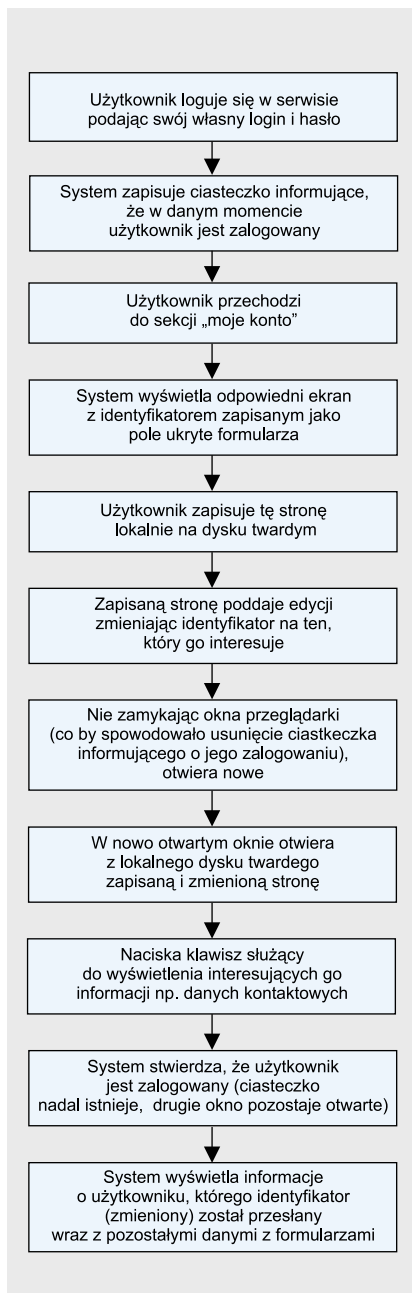 Użytkownik loguje się w serwisie
podając swój własny login i hasło
System zapisuje ciasteczko informujące,
że w danym momencie
użytkownik jest zalogowany
Użytkownik przechodzi
do sekcji „moje konto”
System wyświetla odpowiedni ekran
z identyfikatorem zapisanym jako
pole ukryte formularza
Użytkownik zapisuje tę stronę
lokalnie na dysku twardym
Zapisaną stronę poddaje edycji
zmieniając identyfikator na ten,
który go interesuje
Nie zamykając okna przeglądarki
(co by spowodowało usunięcie ciastkeczka
informującego o jego zalogowaniu),
otwiera nowe
W nowo otwartym oknie otwiera
z lokalnego dysku twardego
zapisaną i zmienioną stronę
Naciska klawisz służący
do wyświetlenia interesujących go
informacji np. danych kontaktowych
System stwierdza, że użytkownik
jest zalogowany (ciasteczko
nadal istnieje, drugie okno pozostaje otwarte)
System wyświetla informacje
o użytkowniku, którego identyfikator
(zmieniony) został przesłany
wraz z pozostałymi danymi z formularzami